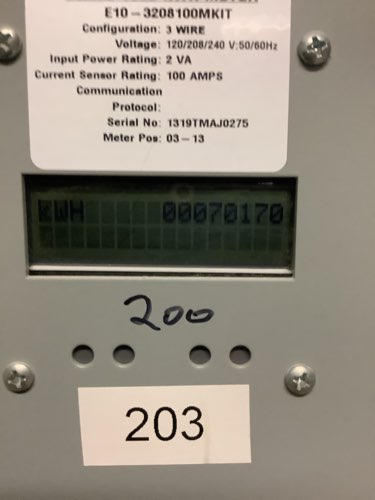 E10-3208100MKIT
Configuration: 3 WIRE
Voltage: 120/208/240 V:50/60Hz
Input Power Rating: 2 VA
Current Sensor Rating: 100 AMPS
Communication
Protocol:
Serial No: 1319TMAJ0275
Meter Pos: 03-13
kWH 00070170
200
203